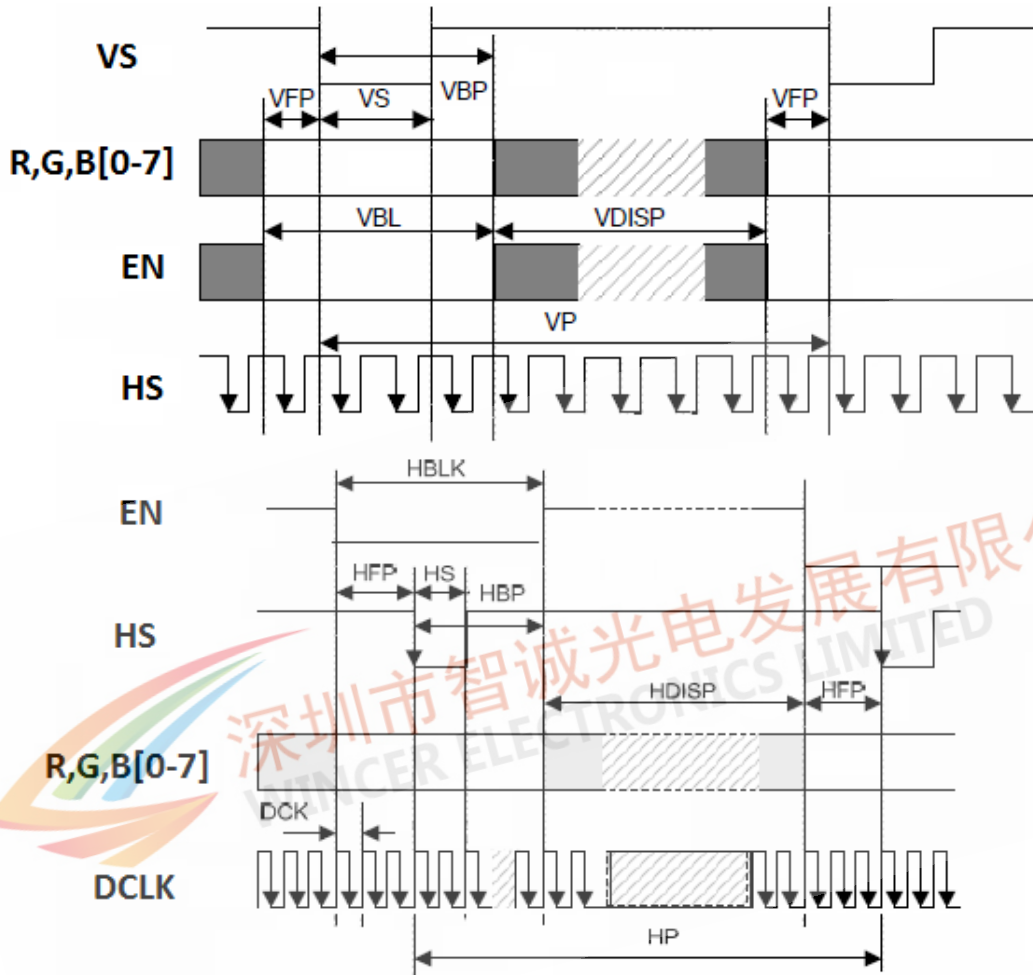 VS
VFP VS VBP VFP
R,G,B[0-7]
VBL VDISP
EN
VP
HS
HBLK
EN
HFP HS
HBP
HS
HDISP HFP
R,G,B[0-7]
DCK
DCLK
HP
深圳市智诚光电发展有限
WINCER ELECTRONICS LIMITED